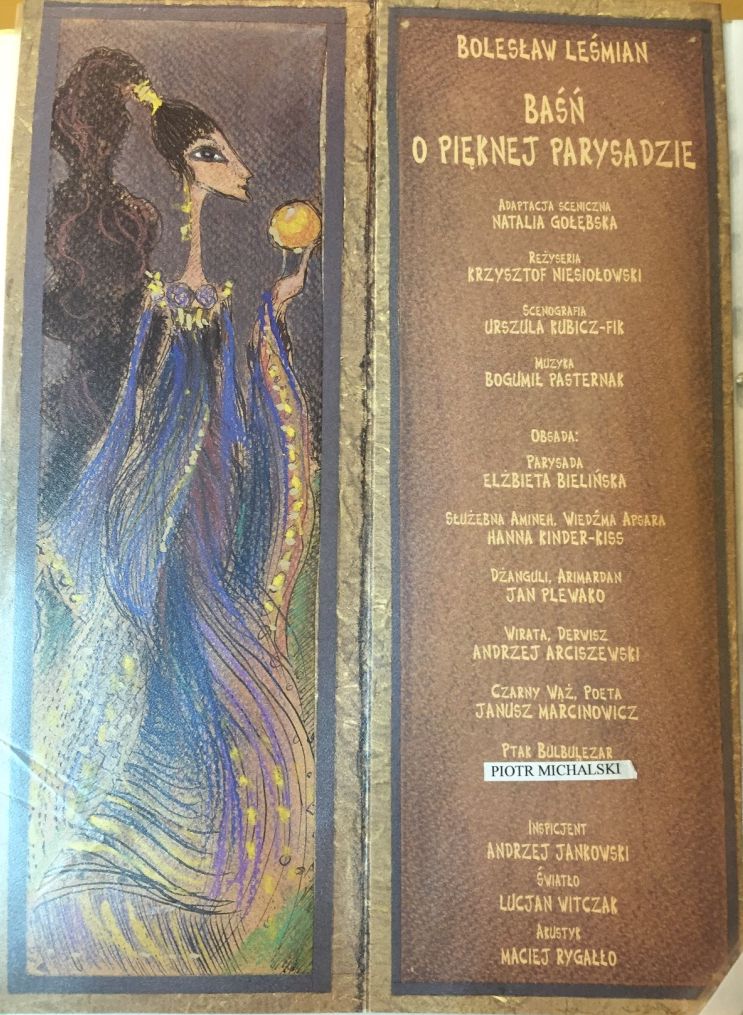 BOLESŁAW LEŚMIAN
BAŚŃ
O PIĘKNEJ PARYSADZIE
ADAPTACJA SCENICZNA
NATALIA GOŁĘBSKA
REŻYSERIA
KRZYSZTOF NIESIOŁOWSKI
SCENOGRAFIA
URSZULA KUBICZ-FIK
MUZYKA
BOGUMIŁ PASTERNAK
OBSADA:
PARYSADA
ELŻBIETA BIELIŃSKA
SŁUŻEBNA AMINEH, WIEDŹMA APSARA
HANNA KINDER-KISS
DŻANGULI, ARIMARDAN
JAN PLEWAKO
WIRATA, DERWISZ
ANDRZEJ ARCISZEWSKI
CZARNY WĄŻ, POETA
JANUSZ MARCINOWICZ
PTAK BULBULĘZAR
PIOTR MICHALSKI
INSPICJENT
ANDRZEJ JANKOWSKI
ŚWIATŁO
LUCJAN WITCZAK
AKUSTYK
MACIEJ RYGAŁŁO